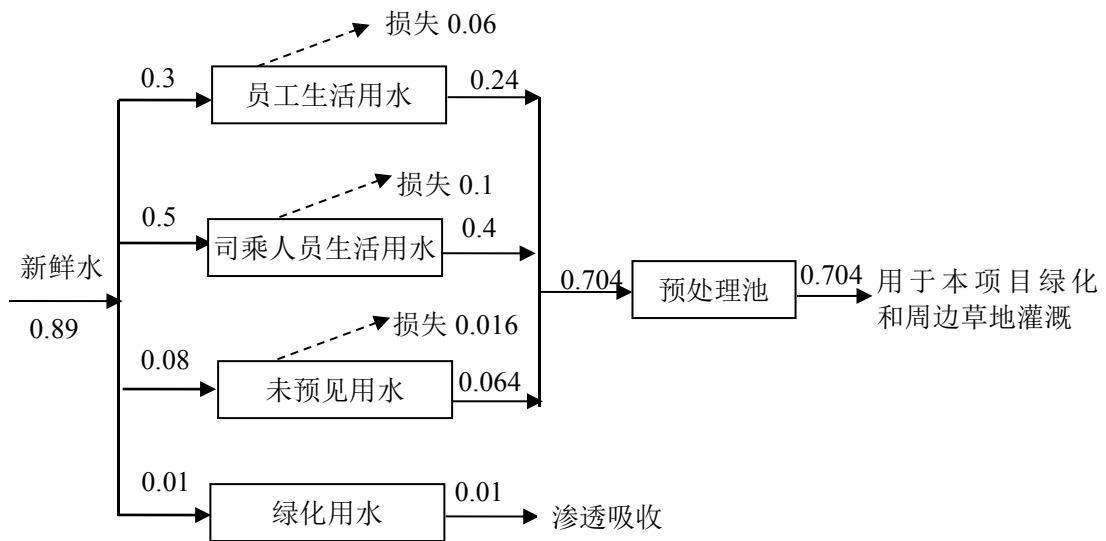 损失 0.06
0.3
员工生活用水
0.24
损失 0.1
0.5
司乘人员生活用水
0.4
新鲜水
0.89
0.704
预处理池
0.704
用于本项目绿化
和周边草地灌溉
损失 0.016
0.08
未预见用水
0.064
0.01
绿化用水
0.01
渗透吸收